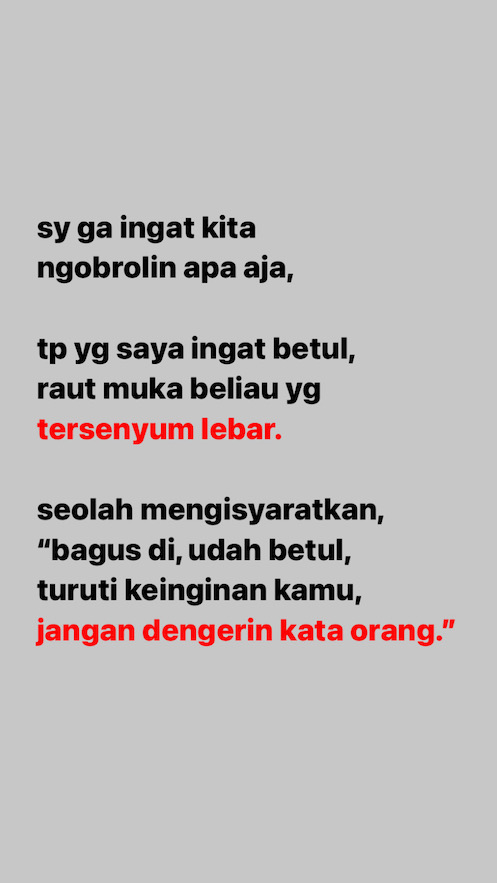 sy ga ingat kita
ngobrolin apa aja,
tp yg saya ingat betul,
raut muka beliau yg
tersenyum lebar.
seolah mengisyaratkan,
“bagus di, udah betul,
turuti keinginan kamu,
jangan dengerin kata orang.”